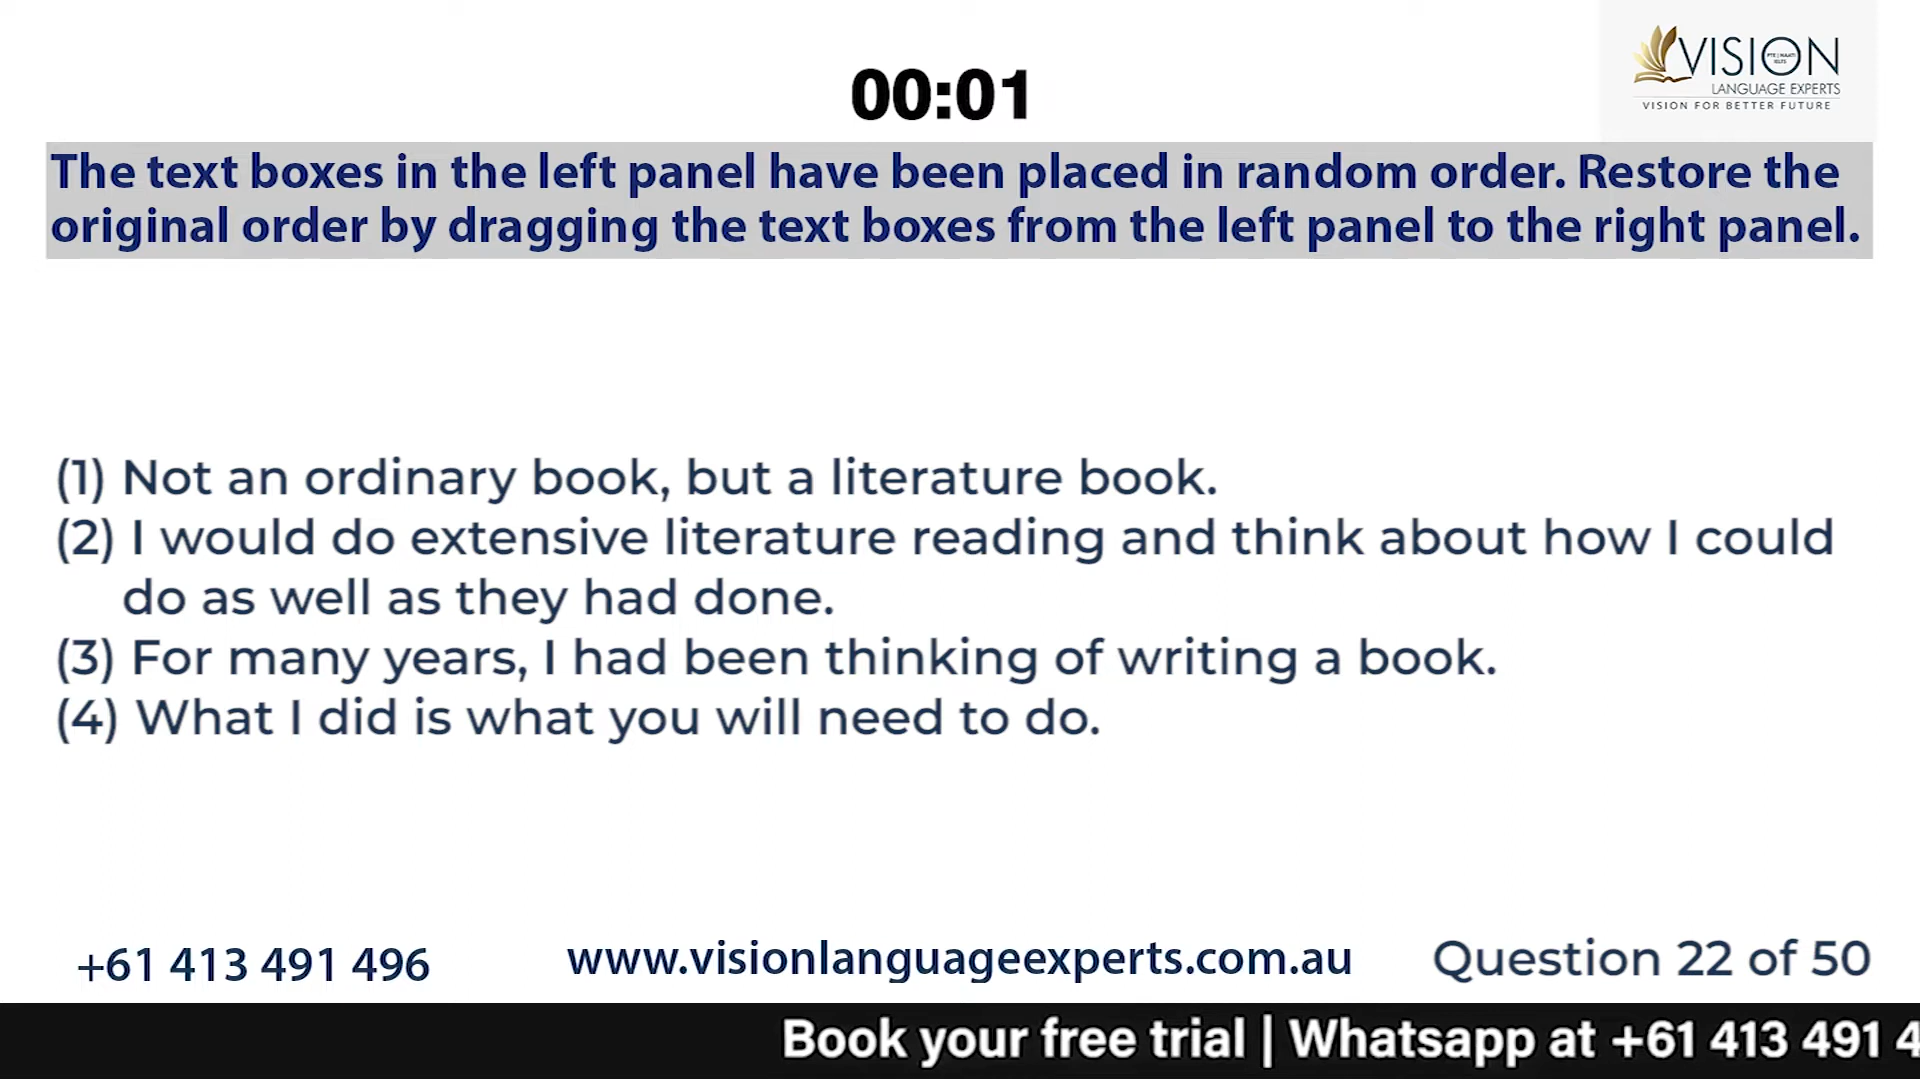 VISION
LANGUAGE EXPERTS
VISION FOR BETTER FUTURE
00:01
The text boxes in the left panel have been placed in random order. Restore the
original order by dragging the text boxes from the left panel to the right panel.
(1) Not an ordinary book, but a literature book.
(2) I would do extensive literature reading and think about how I could
do as well as they had done.
(3) For many years, I had been thinking of writing a book.
(4) What I did is what you will need to do.
+61 413 491 496
www.visionlanguageexperts.com.au
Question 22 of 50
Book your free trial | Whatsapp at +61 413 491